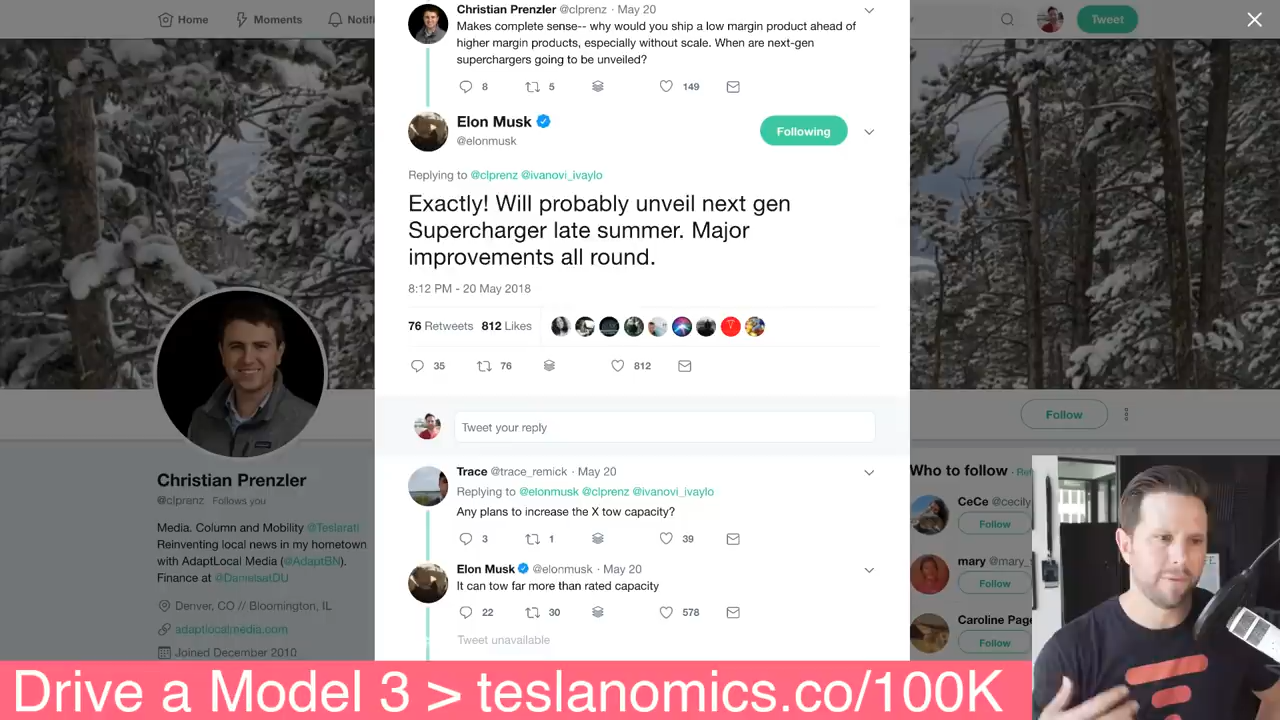 Home
Moments
Notifi
Tweet
Christian Prenzler @clprenz · May 20
Makes complete sense-- why would you ship a low margin product ahead of
higher margin products, especially without scale. When are next-gen
superchargers going to be unveiled?
8
5
149
Elon Musk
@elonmusk
Following
Replying to @clprenz @ivanovi_ivaylo
Exactly! Will probably unveil next gen
Supercharger late summer. Major
improvements all round.
8:12 PM - 20 May 2018
76 Retweets 812 Likes
35
76
812
Tweet your reply
Trace @trace_remick · May 20
Replying to @elonmusk @clprenz @ivanovi_ivaylo
Any plans to increase the X tow capacity?
3
1
39
Elon Musk @elonmusk · May 20
It can tow far more than rated capacity
22
30
578
Tweet unavailable
Christian Prenzler
@clprenz Follows you
Media. Column and Mobility @Teslarati
Reinventing local news in my hometown
with AdaptLocal Media (@AdaptBN).
Finance at @DanielsatDU
Denver, CO // Bloomington, IL
adaptlocalmedia.com
Joined December 2010
Follow
Who to follow · Ref
CeCe @cecily
Follow
mary @mary_
Follow
Caroline Page
Follow
Drive a Model 3 > teslanomics.co/100K